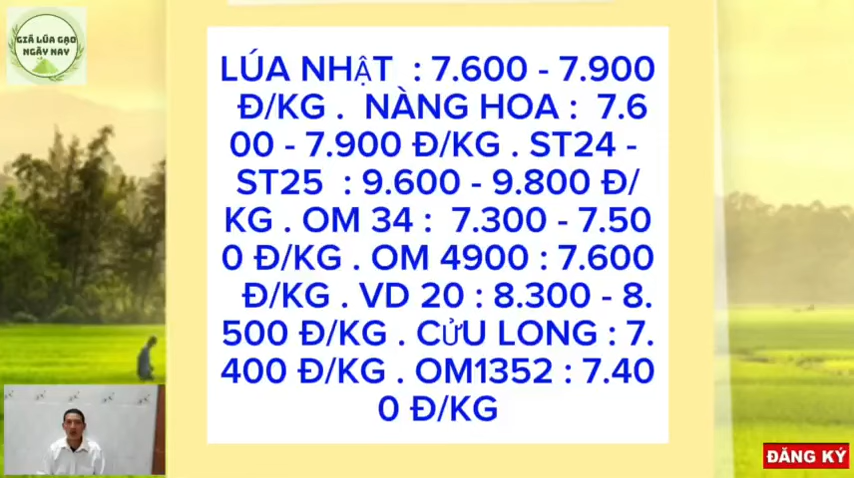 GIÁ LÚA GẠO
NGÀY NAY
LÚA NHẬT : 7.600 - 7.900
Đ/KG . NÀNG HOA : 7.6
00 - 7.900 Đ/KG . ST24 -
ST25 : 9.600 - 9.800 Đ/
KG . OM 34 : 7.300 - 7.50
0 Đ/KG . OM 4900 : 7.600
Đ/KG . VD 20 : 8.300 - 8.
500 Đ/KG . CỬU LONG : 7.
400 Đ/KG . OM1352 : 7.40
0 Đ/KG
ĐĂNG KÝ